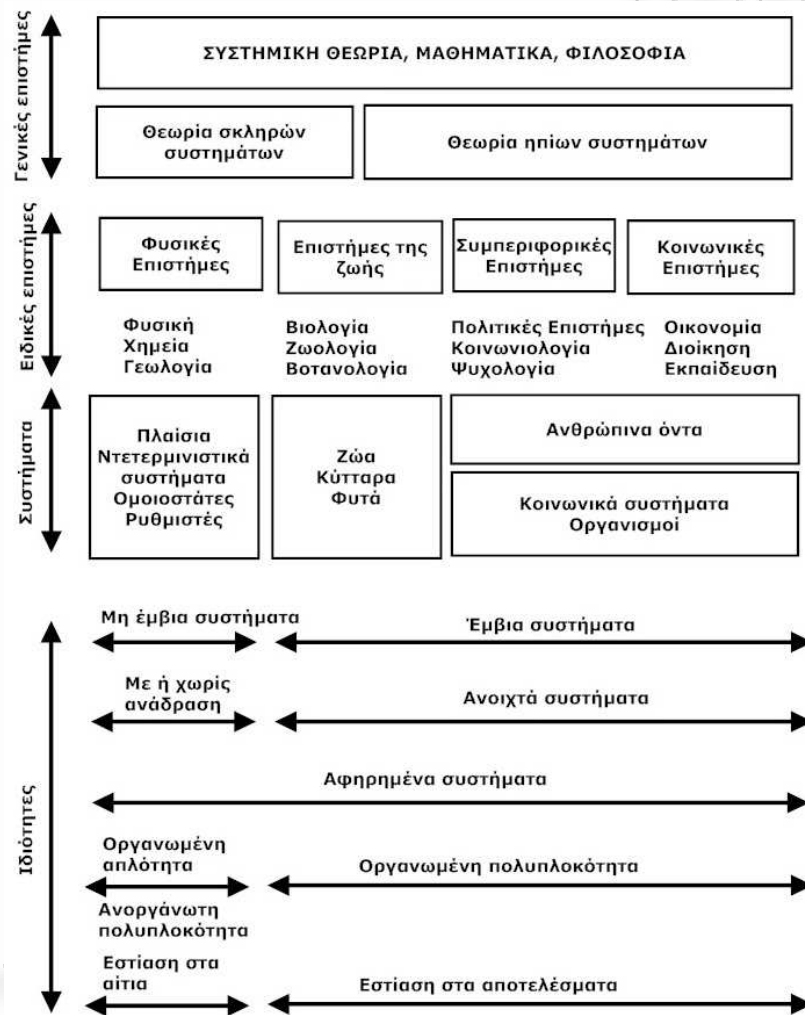 Γενικές επιστήμες
ΣΥΣΤΗΜΙΚΗ ΘΕΩΡΙΑ, ΜΑΘΗΜΑΤΙΚΑ, ΦΙΛΟΣΟΦΙΑ
Θεωρία σκληρών
συστημάτων
Θεωρία ηπίων συστημάτων
Ειδικές επιστήμες
Φυσικές
Επιστήμες
Επιστήμες της
ζωής
Συμπεριφορικές
Επιστήμες
Κοινωνικές
Επιστήμες
Φυσική
Χημεία
Γεωλογία
Βιολογία
Ζωολογία
Βοτανολογία
Πολιτικές Επιστήμες
Κοινωνιολογία
Ψυχολογία
Οικονομία
Διοίκηση
Εκπαίδευση
Συστήματα
Πλαίσια
Ντετερμινιστικά
συστήματα
Ομοιοστάτες
Ρυθμιστές
Ζώα
Κύτταρα
Φυτά
Ανθρώπινα όντα
Κοινωνικά συστήματα
Οργανισμοί
Ιδιότητες
Μη έμβια συστήματα
Έμβια συστήματα
Με ή χωρίς
ανάδραση
Ανοιχτά συστήματα
Αφηρημένα συστήματα
Οργανωμένη
απλότητα
Οργανωμένη πολυπλοκότητα
Ανοργάνωτη
πολυπλοκότητα
Εστίαση στα
αίτια
Εστίαση στα αποτελέσματα